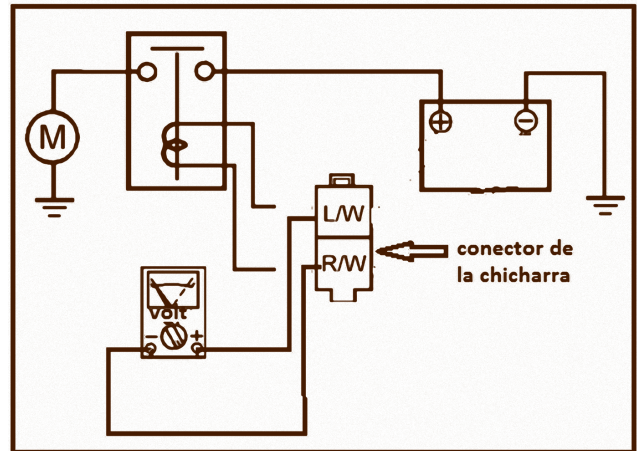 M
+
−
L/W
R/W
conector de
la chicharra
Volt
− +